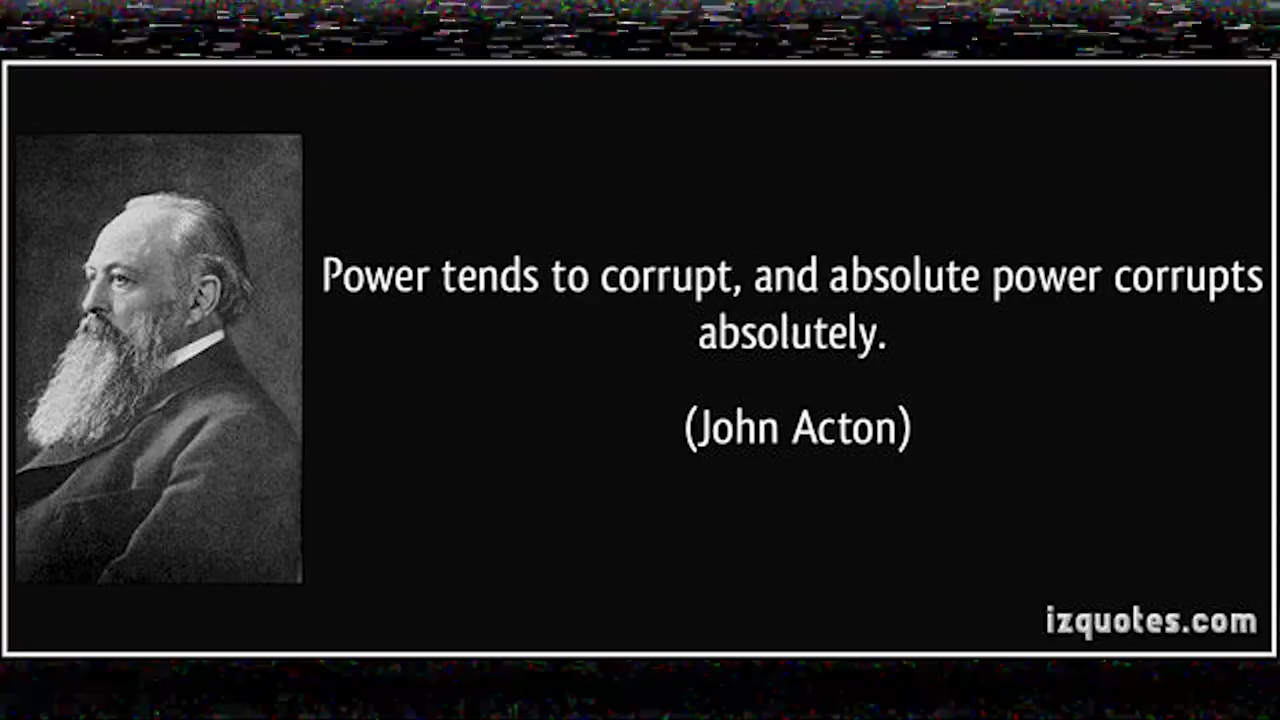 Power tends to corrupt, and absolute power corrupts
absolutely.
(John Acton)
izquotes.com